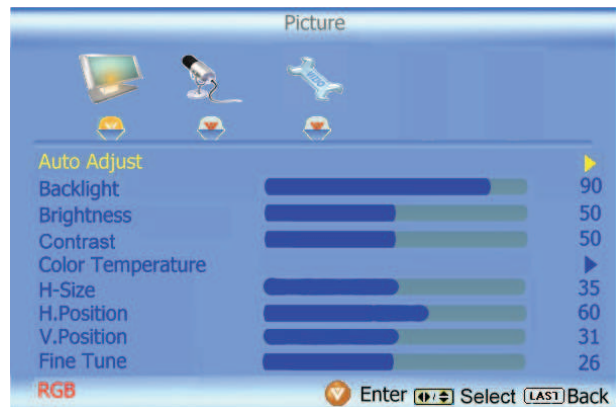 Picture
Auto Adjust
Backlight 90
Brightness 50
Contrast 50
Color Temperature
H-Size 35
H.Position 60
V.Position 31
Fine Tune 26
RGB Enter Select LAST Back